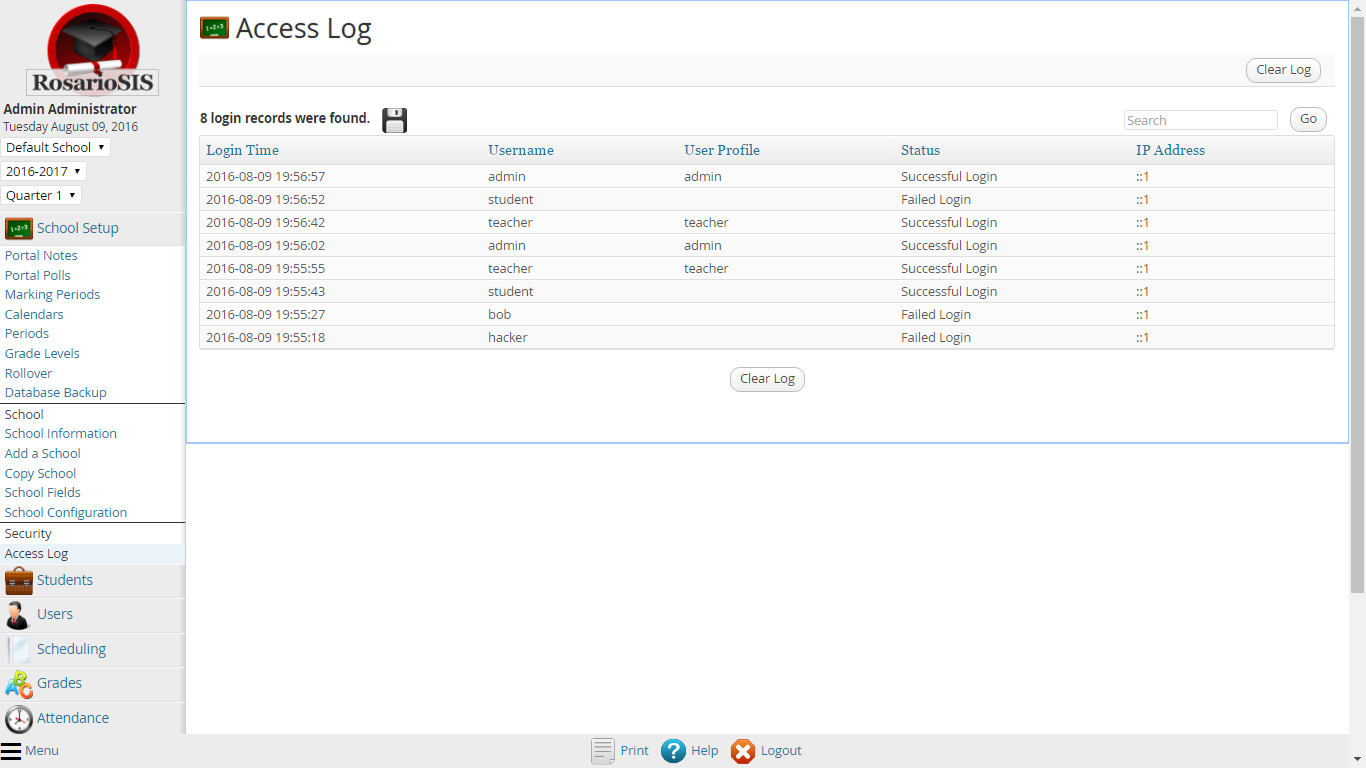 RosarioSIS
Admin Administrator
Tuesday August 09, 2016
Default School
2016-2017
Quarter 1
School Setup
Portal Notes
Portal Polls
Marking Periods
Calendars
Periods
Grade Levels
Rollover
Database Backup
School
School Information
Add a School
Copy School
School Fields
School Configuration
Security
Access Log
Students
Users
Scheduling
Grades
Attendance
Menu
Access Log
Clear Log
8 login records were found.
Search Go
Login Time Username User Profile Status IP Address
2016-08-09 19:56:57 admin admin Successful Login ::1
2016-08-09 19:56:52 student Failed Login ::1
2016-08-09 19:56:42 teacher teacher Successful Login ::1
2016-08-09 19:56:02 admin admin Successful Login ::1
2016-08-09 19:55:55 teacher teacher Successful Login ::1
2016-08-09 19:55:43 student Successful Login ::1
2016-08-09 19:55:27 bob Failed Login ::1
2016-08-09 19:55:18 hacker Failed Login ::1
Clear Log
Print Help Logout